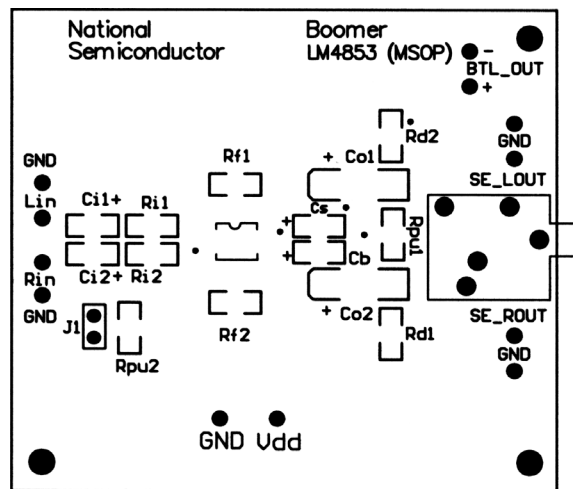 National
Semiconductor
Boomer
LM4853 (MSOP)
-
BTL_OUT
+
Rd2
GND
GND
Rf1
+ Co1
SE_LOUT
Lin
Ci1+
Ri1
Cs
+
Rpu1
+
Cb
Rin
Ci2+
Ri2
GND
J1
Rpu2
Rf2
+ Co2
Rd1
SE_ROUT
GND
GND
Vdd